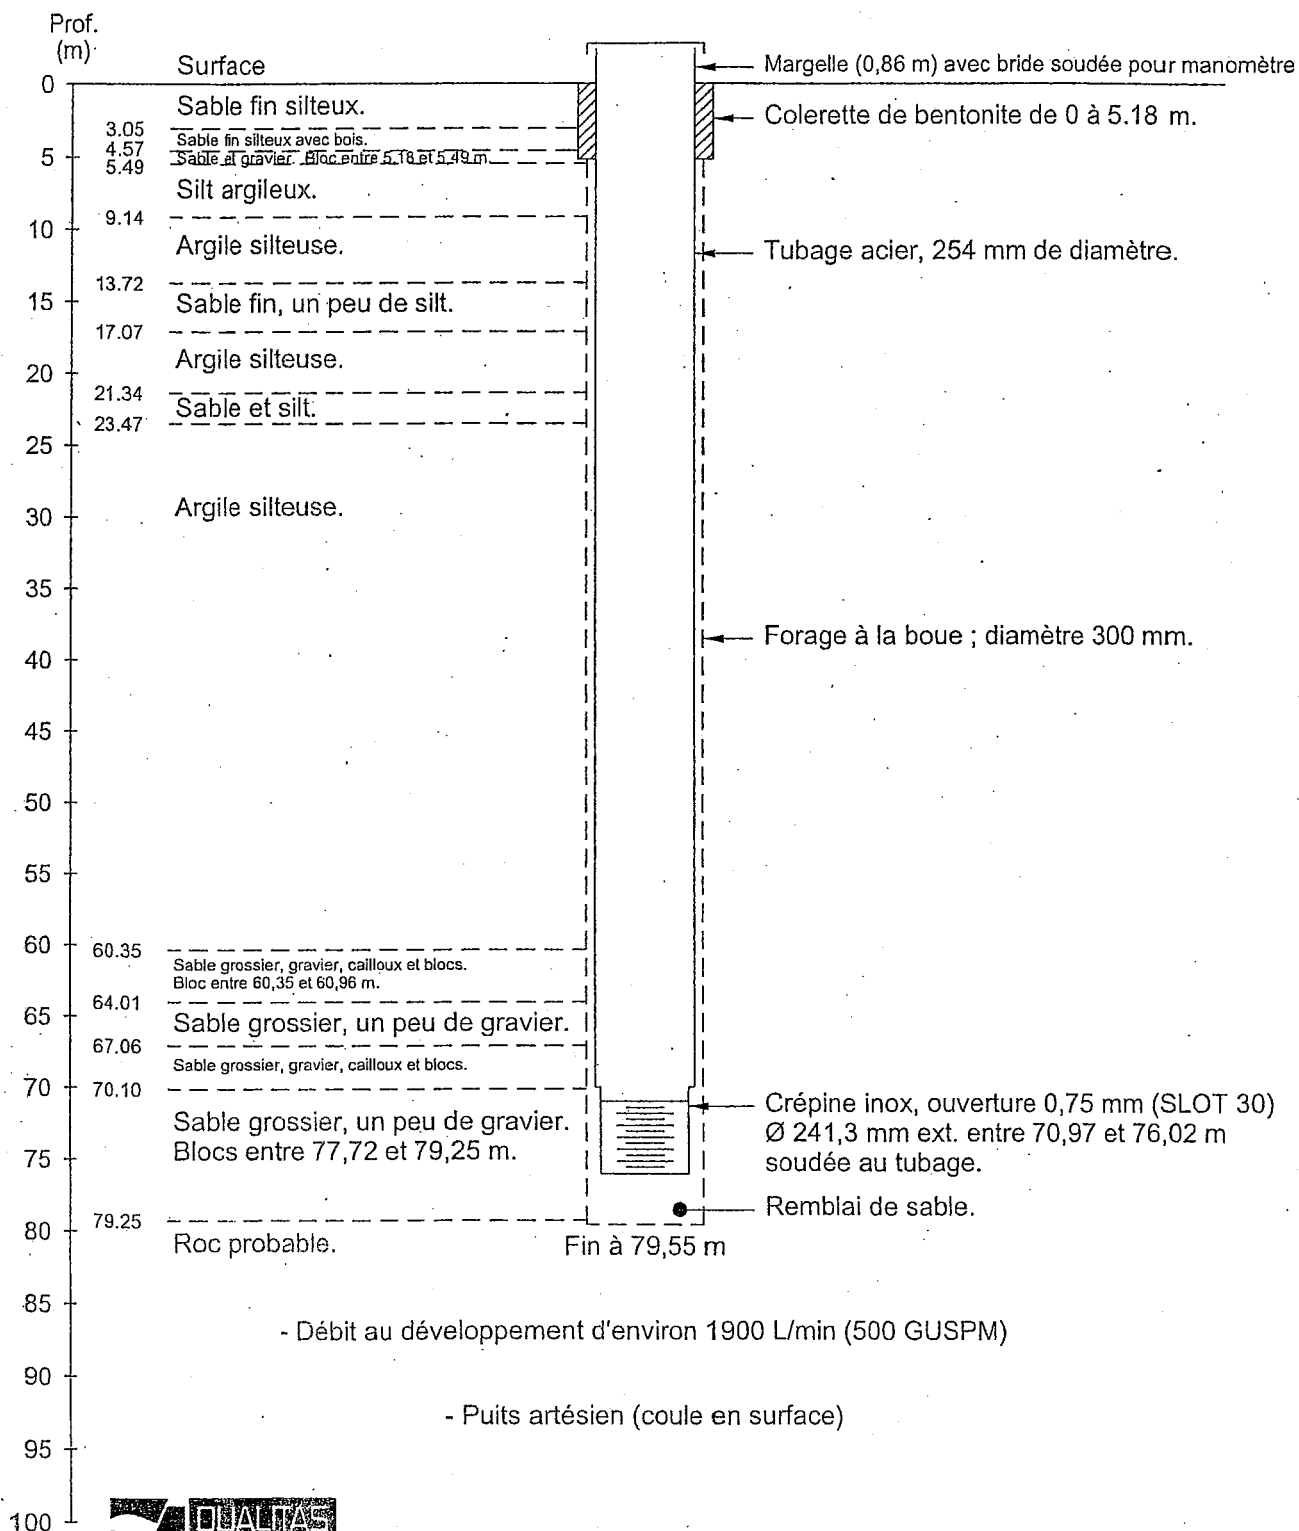 Prof.
(m)
Surface
Margelle (0,86 m) avec bride soudée pour manomètre
0
Sable fin silteux.
Colerette de bentonite de 0 à 5.18 m.
3.05
Sable fin silteux avec bois.
4.57
Sable et gravier. Bloc entre 5,18 et 5,49 m.
5
5.49
Silt argileux.
9.14
10
Argile silteuse.
Tubage acier, 254 mm de diamètre.
13.72
15
Sable fin, un peu de silt.
17.07
Argile silteuse.
20
21.34
Sable et silt.
23.47
25
Argile silteuse.
30
35
Forage à la boue ; diamètre 300 mm.
40
45
50
55
60
60.35
Sable grossier, gravier, cailloux et blocs.
Bloc entre 60,35 et 60,96 m.
64.01
65
Sable grossier, un peu de gravier.
67.06
Sable grossier, gravier, cailloux et blocs.
70
70.10
Crépine inox, ouverture 0,75 mm (SLOT 30)
Ø 241,3 mm ext. entre 70,97 et 76,02 m
soudée au tubage.
Sable grossier, un peu de gravier.
Blocs entre 77,72 et 79,25 m.
75
Remblai de sable.
79.25
80
Roc probable.
Fin à 79,55 m
85
- Débit au développement d'environ 1900 L/min (500 GUSPM)
90
- Puits artésien (coule en surface)
95
100
QUALITAS